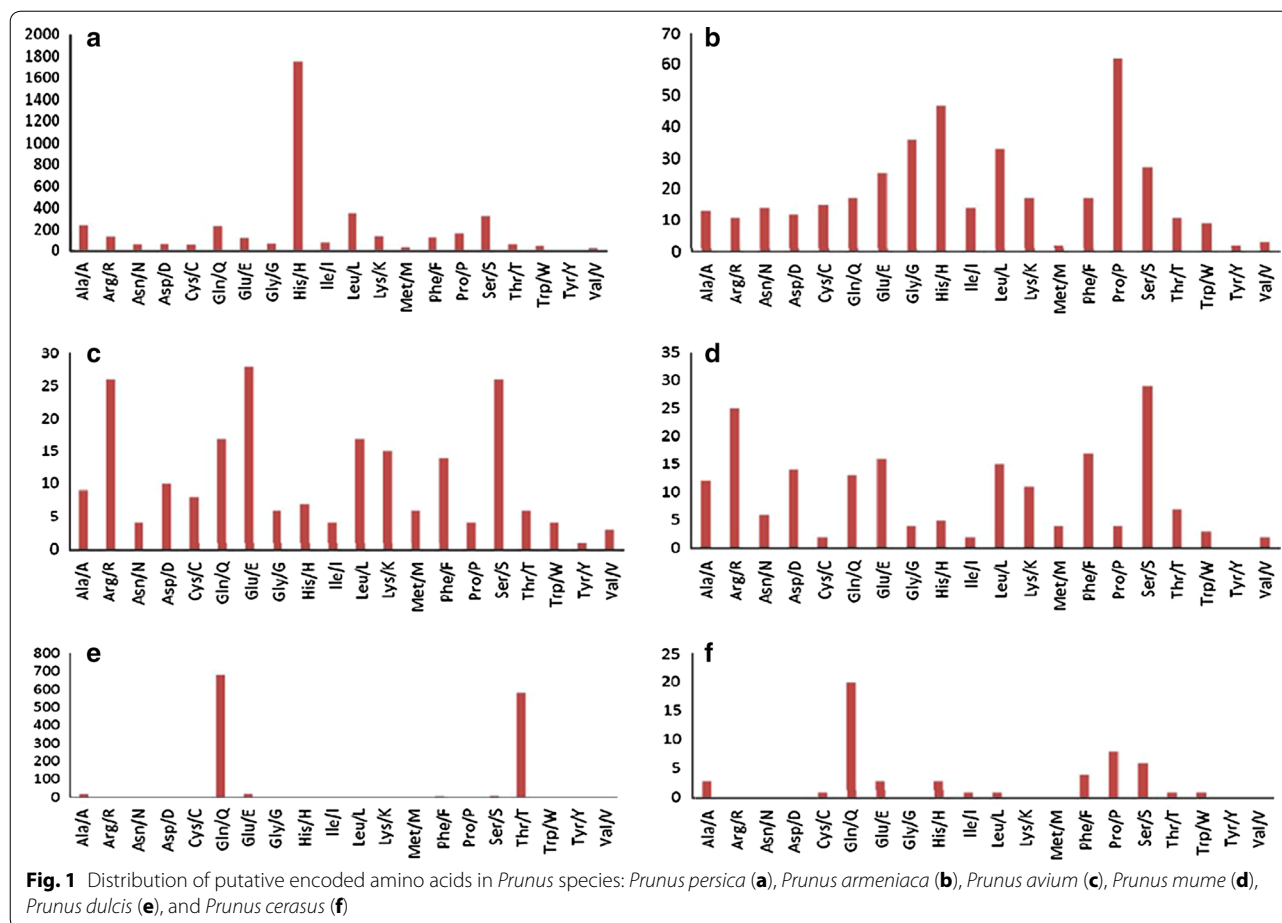 a
2000
1800
1600
1400
1200
1000
800
600
400
200
0
Ala/A
Arg/R
Asn/N
Asp/D
Cys/C
Gln/Q
Glu/E
Gly/G
His/H
Ile/I
Leu/L
Lys/K
Met/M
Phe/F
Pro/P
Ser/S
Thr/T
Trp/W
Tyr/Y
Val/V
b
70
60
50
40
30
20
10
0
Ala/A
Arg/R
Asn/N
Asp/D
Cys/C
Gln/Q
Glu/E
Gly/G
His/H
Ile/I
Leu/L
Lys/K
Met/M
Phe/F
Pro/P
Ser/S
Thr/T
Trp/W
Tyr/Y
Val/V
c
30
25
20
15
10
5
0
Ala/A
Arg/R
Asn/N
Asp/D
Cys/C
Gln/Q
Glu/E
Gly/G
His/H
Ile/I
Leu/L
Lys/K
Met/M
Phe/F
Pro/P
Ser/S
Thr/T
Trp/W
Tyr/Y
Val/V
d
35
30
25
20
15
10
5
0
Ala/A
Arg/R
Asn/N
Asp/D
Cys/C
Gln/Q
Glu/E
Gly/G
His/H
Ile/I
Leu/L
Lys/K
Met/M
Phe/F
Pro/P
Ser/S
Thr/T
Trp/W
Tyr/Y
Val/V
e
800
700
600
500
400
300
200
100
0
Ala/A
Arg/R
Asn/N
Asp/D
Cys/C
Gln/Q
Glu/E
Gly/G
His/H
Ile/I
Leu/L
Lys/K
Met/M
Phe/F
Pro/P
Ser/S
Thr/T
Trp/W
Tyr/Y
Val/V
f
25
20
15
10
5
0
Ala/A
Arg/R
Asn/N
Asp/D
Cys/C
Gln/Q
Glu/E
Gly/G
His/H
Ile/I
Leu/L
Lys/K
Met/M
Phe/F
Pro/P
Ser/S
Thr/T
Trp/W
Tyr/Y
Val/V
Fig. 1 Distribution of putative encoded amino acids in Prunus species: Prunus persica (a), Prunus armeniaca (b), Prunus avium (c), Prunus mume (d),
Prunus dulcis (e), and Prunus cerasus (f)